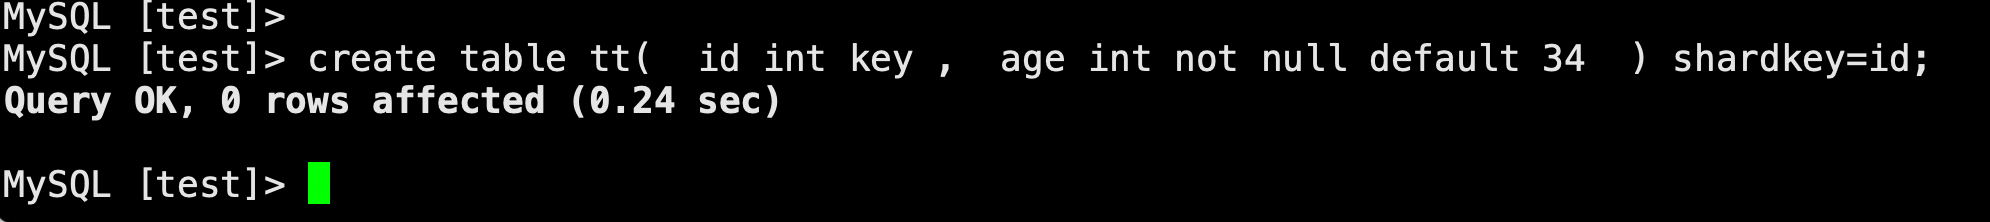 MySQL [test]>
MySQL [test]> create table tt(  id int key ,  age int not null default 34  ) shardkey=id;
Query OK, 0 rows affected (0.24 sec)
MySQL [test]>